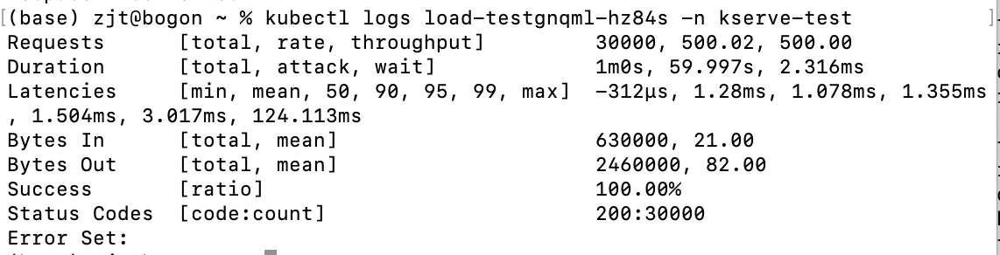 (base) zjt@bogon ~ % kubectl logs load-testgnqml-hz84s -n kserve-test
Requests      [total, rate, throughput]         30000, 500.02, 500.00
Duration      [total, attack, wait]             1m0s, 59.997s, 2.316ms
Latencies     [min, mean, 50, 90, 95, 99, max]  -312µs, 1.28ms, 1.078ms, 1.355ms
, 1.504ms, 3.017ms, 124.113ms
Bytes In      [total, mean]                     630000, 21.00
Bytes Out     [total, mean]                     2460000, 82.00
Success       [ratio]                           100.00%
Status Codes  [code:count]                      200:30000
Error Set: